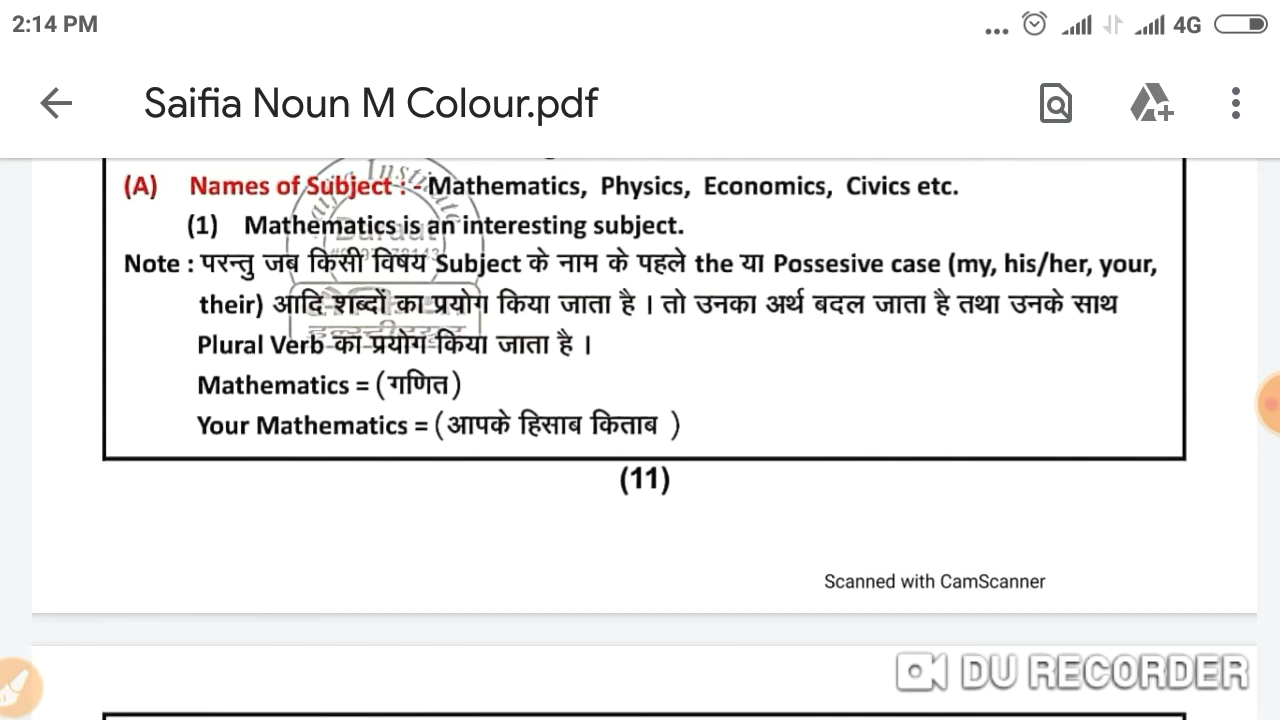 2:14 PM
4G
Saifia Noun M Colour.pdf
(A) Names of Subject : - Mathematics, Physics, Economics, Civics etc.
(1) Mathematics is an interesting subject.
Note : परन्तु जब किसी विषय Subject के नाम के पहले the या Possesive case (my, his/her, your,
their) आदि शब्दों का प्रयोग किया जाता है । तो उनका अर्थ बदल जाता है तथा उनके साथ
Plural Verb का प्रयोग किया जाता है ।
Mathematics = (गणित)
Your Mathematics = (आपके हिसाब किताब )
(11)
Scanned with CamScanner
DU RECORDER